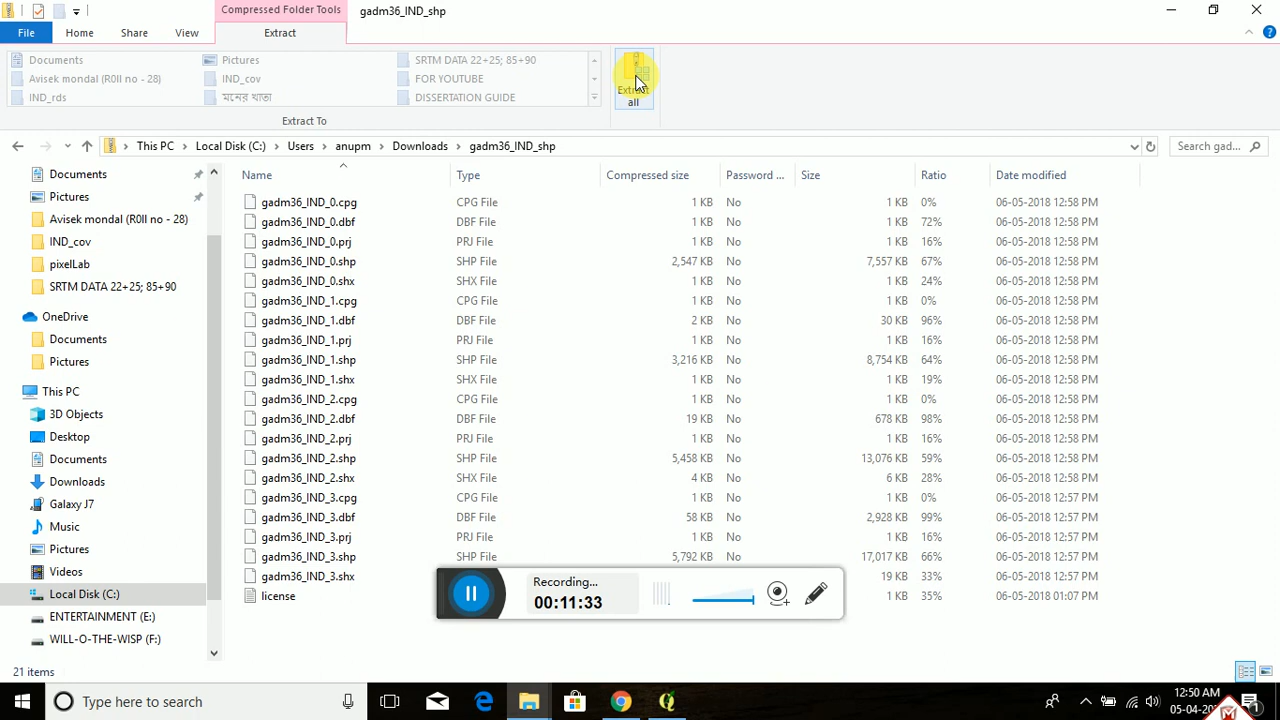 Compressed Folder Tools
gadm36_IND_shp
File
Home
Share
View
Extract
Documents
Pictures
SRTM DATA 22+25; 85+90
Avisek mondal (R0ll no - 28)
IND_cov
FOR YOUTUBE
IND_rds
মনের খাতা
DISSERTATION GUIDE
Extract
all
Extract To
This PC
Local Disk (C:)
Users
anupm
Downloads
gadm36_IND_shp
Search gad...
Name
Type
Compressed size
Password ...
Size
Ratio
Date modified
Documents
Pictures
Avisek mondal (R0ll no - 28)
IND_cov
pixelLab
SRTM DATA 22+25; 85+90
OneDrive
Documents
Pictures
This PC
3D Objects
Desktop
Documents
Downloads
Galaxy J7
Music
Pictures
Videos
Local Disk (C:)
ENTERTAINMENT (E:)
WILL-O-THE-WISP (F:)
gadm36_IND_0.cpg CPG File 1 KB No 1 KB 0% 06-05-2018 12:58 PM
gadm36_IND_0.dbf DBF File 1 KB No 1 KB 72% 06-05-2018 12:58 PM
gadm36_IND_0.prj PRJ File 1 KB No 1 KB 16% 06-05-2018 12:58 PM
gadm36_IND_0.shp SHP File 2,547 KB No 7,557 KB 67% 06-05-2018 12:58 PM
gadm36_IND_0.shx SHX File 1 KB No 1 KB 24% 06-05-2018 12:58 PM
gadm36_IND_1.cpg CPG File 1 KB No 1 KB 0% 06-05-2018 12:58 PM
gadm36_IND_1.dbf DBF File 2 KB No 30 KB 96% 06-05-2018 12:58 PM
gadm36_IND_1.prj PRJ File 1 KB No 1 KB 16% 06-05-2018 12:58 PM
gadm36_IND_1.shp SHP File 3,216 KB No 8,754 KB 64% 06-05-2018 12:58 PM
gadm36_IND_1.shx SHX File 1 KB No 1 KB 19% 06-05-2018 12:58 PM
gadm36_IND_2.cpg CPG File 1 KB No 1 KB 0% 06-05-2018 12:58 PM
gadm36_IND_2.dbf DBF File 19 KB No 678 KB 98% 06-05-2018 12:58 PM
gadm36_IND_2.prj PRJ File 1 KB No 1 KB 16% 06-05-2018 12:58 PM
gadm36_IND_2.shp SHP File 5,458 KB No 13,076 KB 59% 06-05-2018 12:58 PM
gadm36_IND_2.shx SHX File 4 KB No 6 KB 28% 06-05-2018 12:58 PM
gadm36_IND_3.cpg CPG File 1 KB No 1 KB 0% 06-05-2018 12:57 PM
gadm36_IND_3.dbf DBF File 58 KB No 2,928 KB 99% 06-05-2018 12:57 PM
gadm36_IND_3.prj PRJ File 1 KB No 1 KB 16% 06-05-2018 12:57 PM
gadm36_IND_3.shp SHP File 5,792 KB No 17,017 KB 66% 06-05-2018 12:57 PM
gadm36_IND_3.shx 19 KB 33% 06-05-2018 12:57 PM
license 1 KB 35% 06-05-2018 01:07 PM
Recording...
00:11:33
21 items
Type here to search
12:50 AM
05-04-20